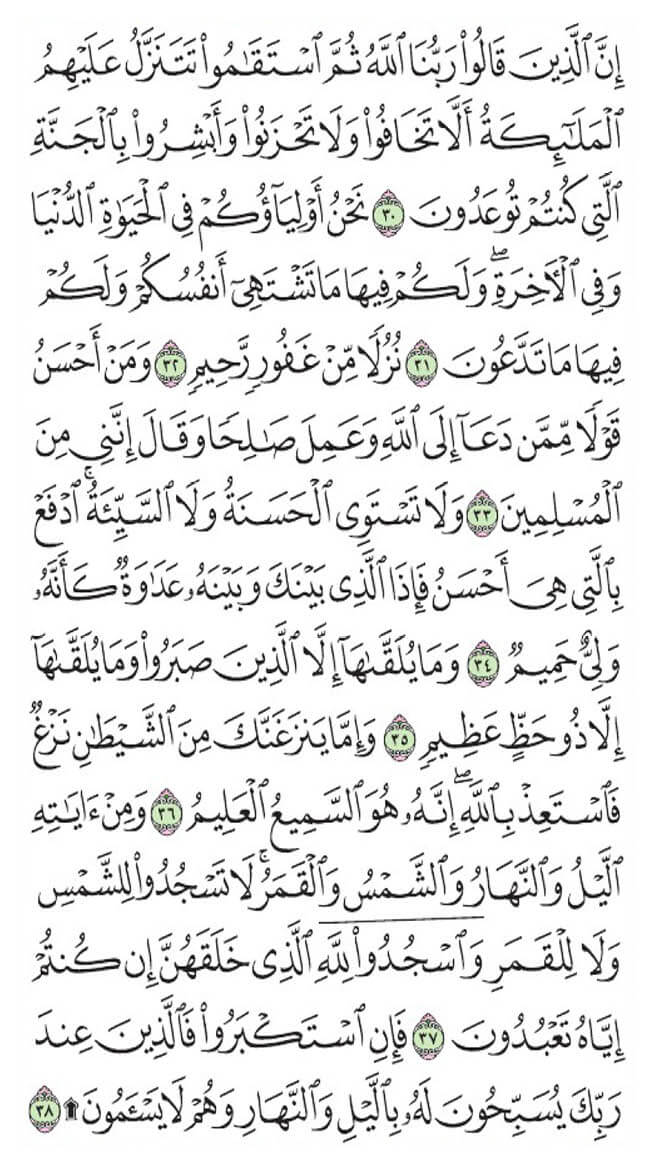 إِنَّ ٱلَّذِينَ قَالُوا۟ رَبُّنَا ٱللَّهُ ثُمَّ ٱسْتَقَـٰمُوا۟ تَتَنَزَّلُ عَلَيْهِمُ
ٱلْمَلَـٰٓئِكَةُ أَلَّا تَخَافُوا۟ وَلَا تَحْزَنُوا۟ وَأَبْشِرُوا۟ بِٱلْجَنَّةِ
ٱلَّتِى كُنتُمْ تُوعَدُونَ ٣٠ نَحْنُ أَوْلِيَآؤُكُمْ فِى ٱلْحَيَوٰةِ ٱلدُّنْيَا
وَفِى ٱلْـَٔاخِرَةِ ۖ وَلَكُمْ فِيهَا مَا تَشْتَهِىٓ أَنفُسُكُمْ وَلَكُمْ
فِيهَا مَا تَدَّعُونَ ٣١ نُزُلًا مِّنْ غَفُورٍ رَّحِيمٍ ٣٢ وَمَنْ أَحْسَنُ
قَوْلًا مِّمَّن دَعَآ إِلَى ٱللَّهِ وَعَمِلَ صَـٰلِحًا وَقَالَ إِنَّنِى مِنَ
ٱلْمُسْلِمِينَ ٣٣ وَلَا تَسْتَوِى ٱلْحَسَنَةُ وَلَا ٱلسَّيِّئَةُ ۚ ٱدْفَعْ
بِٱلَّتِى هِىَ أَحْسَنُ فَإِذَا ٱلَّذِى بَيْنَكَ وَبَيْنَهُۥ عَدَٰوَةٌ كَأَنَّهُۥ
وَلِىٌّ حَمِيمٌ ٣٤ وَمَا يُلَقَّىٰهَآ إِلَّا ٱلَّذِينَ صَبَرُوا۟ وَمَا يُلَقَّىٰهَآ
إِلَّا ذُو حَظٍّ عَظِيمٍ ٣٥ وَإِمَّا يَنزَغَنَّكَ مِنَ ٱلشَّيْطَـٰنِ نَزْغٌ
فَٱسْتَعِذْ بِٱللَّهِ ۖ إِنَّهُۥ هُوَ ٱلسَّمِيعُ ٱلْعَلِيمُ ٣٦ وَمِنْ ءَايَـٰتِهِ
ٱلَّيْلُ وَٱلنَّهَارُ وَٱلشَّمْسُ وَٱلْقَمَرُ ۚ لَا تَسْجُدُوا۟ لِلشَّمْسِ
وَلَا لِلْقَمَرِ وَٱسْجُدُوا۟ لِلَّهِ ٱلَّذِى خَلَقَهُنَّ إِن كُنتُمْ
إِيَّاهُ تَعْبُدُونَ ٣٧ فَإِنِ ٱسْتَكْبَرُوا۟ فَٱلَّذِينَ عِندَ
رَبِّكَ يُسَبِّحُونَ لَهُۥ بِٱلَّيْلِ وَٱلنَّهَارِ وَهُمْ لَا يَسْـَٔمُونَ ۩ ٣٨